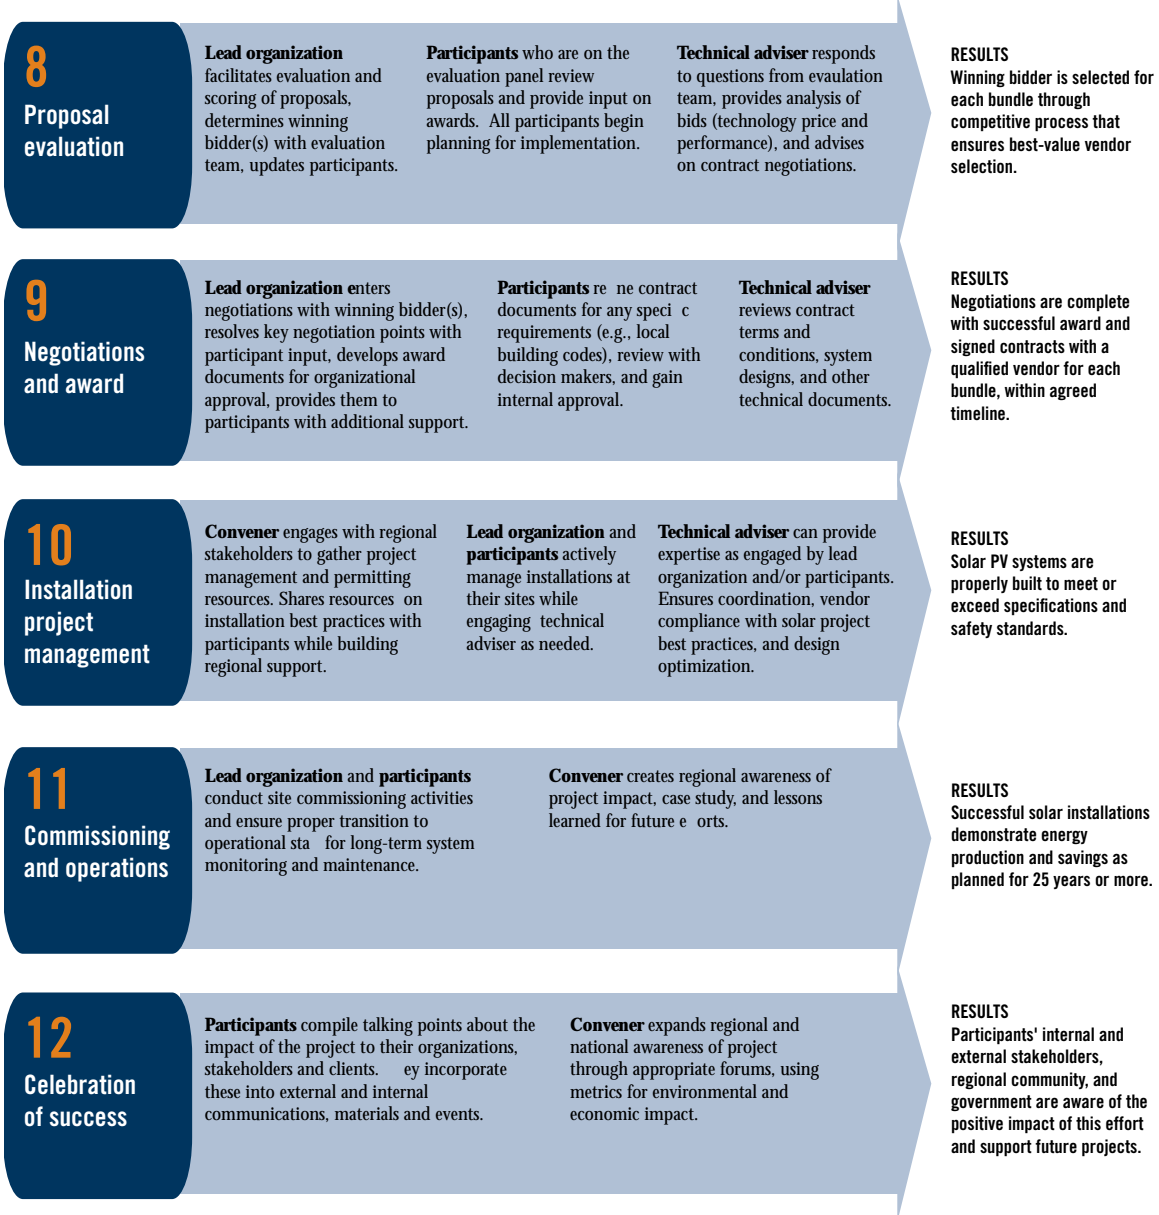 8
Proposal
evaluation
Lead organization
facilitates evaluation and
scoring of proposals,
determines winning
bidder(s) with evaluation
team, updates participants.
Participants who are on the
evaluation panel review
proposals and provide input on
awards. All participants begin
planning for implementation.
Technical adviser responds
to questions from evaulation
team, provides analysis of
bids (technology price and
performance), and advises
on contract negotiations.
RESULTS
Winning bidder is selected for
each bundle through
competitive process that
ensures best-value vendor
selection.
9
Negotiations
and award
Lead organization enters
negotiations with winning bidder(s),
resolves key negotiation points with
participant input, develops award
documents for organizational
approval, provides them to
participants with additional support.
Participants re ne contract
documents for any speci c
requirements (e.g., local
building codes), review with
decision makers, and gain
internal approval.
Technical adviser
reviews contract
terms and
conditions, system
designs, and other
technical documents.
RESULTS
Negotiations are complete
with successful award and
signed contracts with a
qualified vendor for each
bundle, within agreed
timeline.
10
Installation
project
management
Convener engages with regional
stakeholders to gather project
management and permitting
resources. Shares resources on
installation best practices with
participants while building
regional support.
Lead organization and
participants actively
manage installations at
their sites while
engaging technical
adviser as needed.
Technical adviser can provide
expertise as engaged by lead
organization and/or participants.
Ensures coordination, vendor
compliance with solar project
best practices, and design
optimization.
RESULTS
Solar PV systems are
properly built to meet or
exceed specifications and
safety standards.
11
Commissioning
and operations
Lead organization and participants
conduct site commissioning activities
and ensure proper transition to
operational sta for long-term system
monitoring and maintenance.
Convener creates regional awareness of
project impact, case study, and lessons
learned for future e orts.
RESULTS
Successful solar installations
demonstrate energy
production and savings as
planned for 25 years or more.
12
Celebration
of success
Participants compile talking points about the
impact of the project to their organizations,
stakeholders and clients. ey incorporate
these into external and internal
communications, materials and events.
Convener expands regional and
national awareness of project
through appropriate forums, using
metrics for environmental and
economic impact.
RESULTS
Participants' internal and
external stakeholders,
regional community, and
government are aware of the
positive impact of this effort
and support future projects.